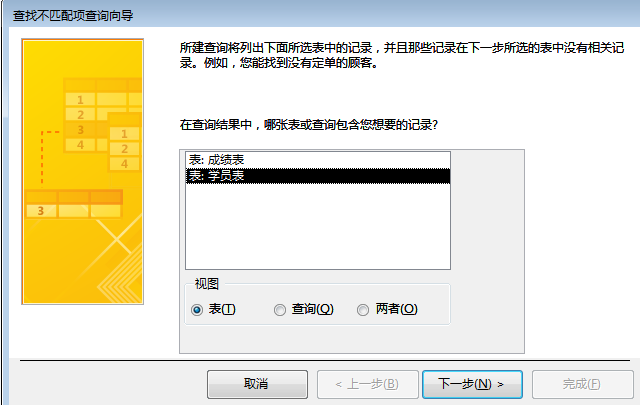 查找不匹配项查询向导
所建查询将列出下面所选表中的记录，并且那些记录在下一步所选的表中没有相关记
录。例如，您能找到没有定单的顾客。
1
2
3
4
1
2
4
3
在查询结果中，哪张表或查询包含您想要的记录?
表: 成绩表
表: 学员表
视图
表(T)
查询(Q)
两者(O)
取消
< 上一步(B)
下一步(N) >
完成(F)